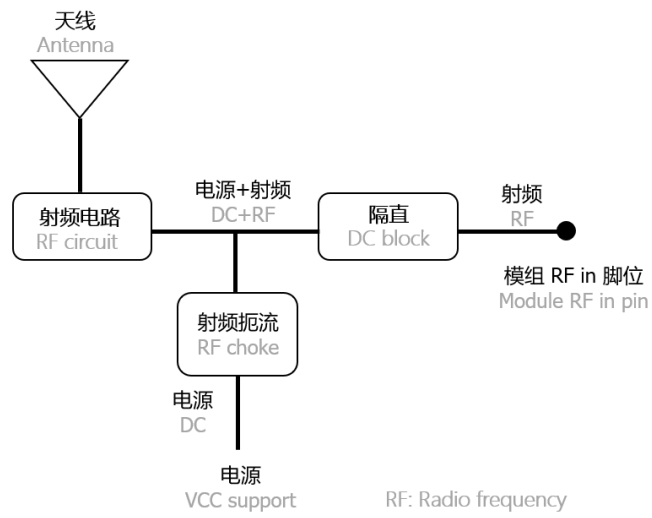 天线
Antenna
射频电路
RF circuit
电源+射频
DC+RF
隔直
DC block
射频
RF
模组 RF in 脚位
Module RF in pin
射频扼流
RF choke
电源
DC
电源
VCC support
RF: Radio frequency